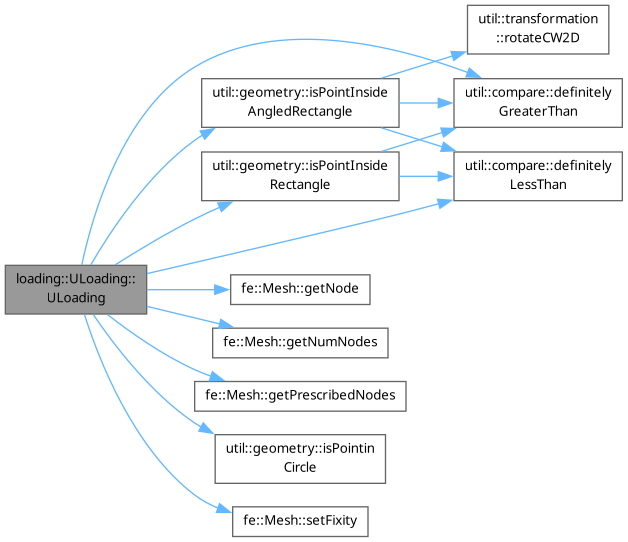 util::transformation
::rotateCW2D
util::geometry::isPointInside
AngledRectangle
util::compare::definitely
GreaterThan
util::geometry::isPointInside
Rectangle
util::compare::definitely
LessThan
loading::ULoading::
ULoading
fe::Mesh::getNode
fe::Mesh::getNumNodes
fe::Mesh::getPrescribedNodes
util::geometry::isPointin
Circle
fe::Mesh::setFixity